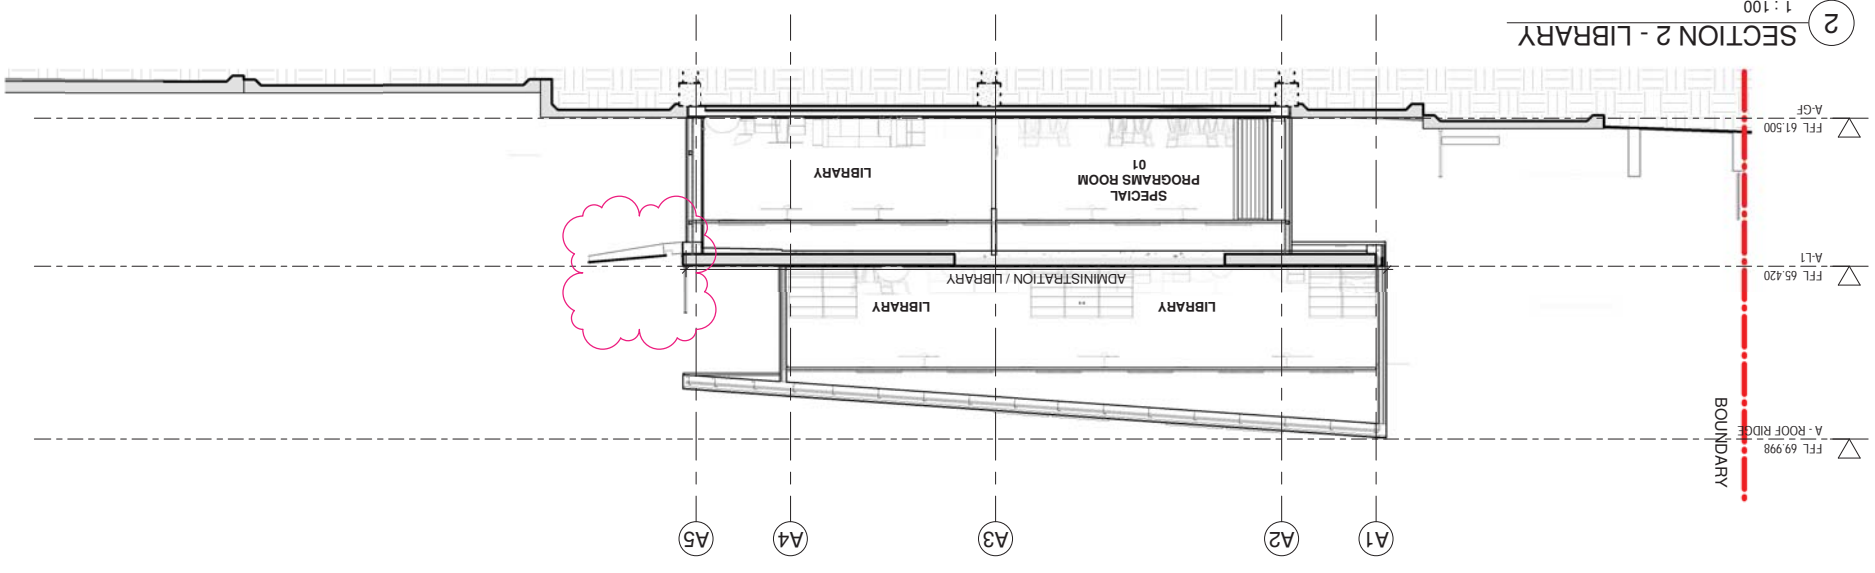 A1
A2
A3
A4
A5
FFL 69.998
A - ROOF RIDGE
BOUNDARY
LIBRARY
LIBRARY
ADMINISTRATION / LIBRARY
FFL 65.420
A-L1
SPECIAL
PROGRAMS ROOM
01
LIBRARY
FFL 61.500
A-GF
2
SECTION 2 - LIBRARY
1 : 100